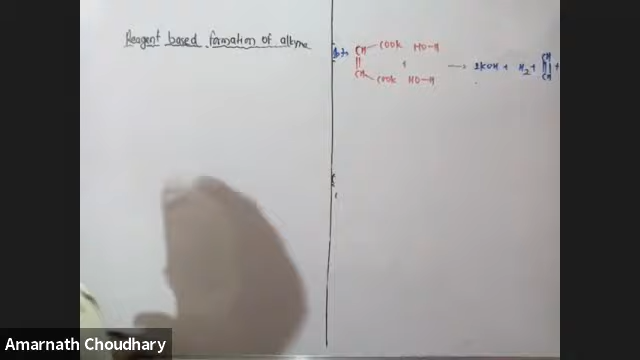 Reagent based formation of alkyne
CH COOK HO-H
|| + → 2KOH + H2 + CH
CH COOK HO-H CH +
Amarnath Choudhary